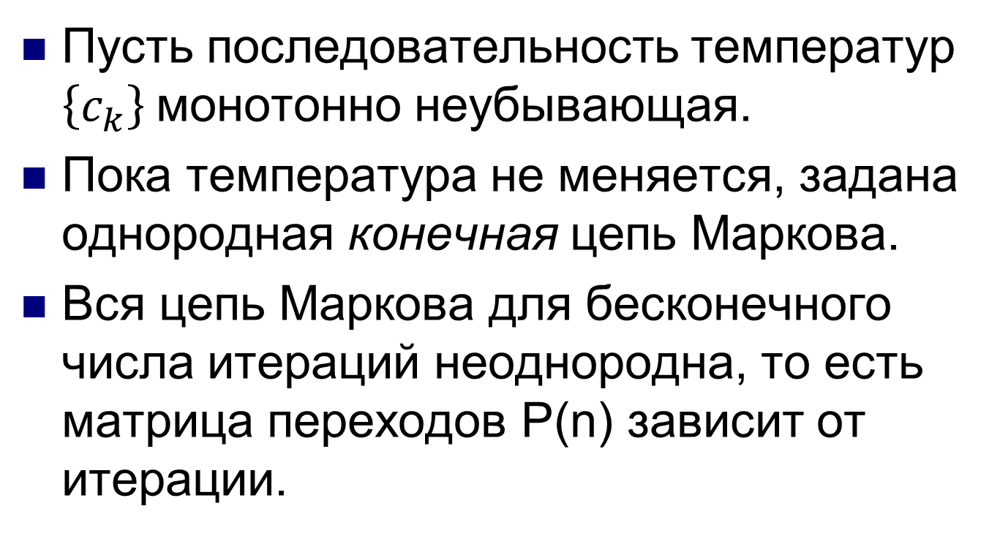 Пусть последовательность температур
{c_k} монотонно неубывающая.
Пока температура не меняется, задана
однородная конечная цепь Маркова.
Вся цепь Маркова для бесконечного
числа итераций неоднородна, то есть
матрица переходов P(n) зависит от
итерации.